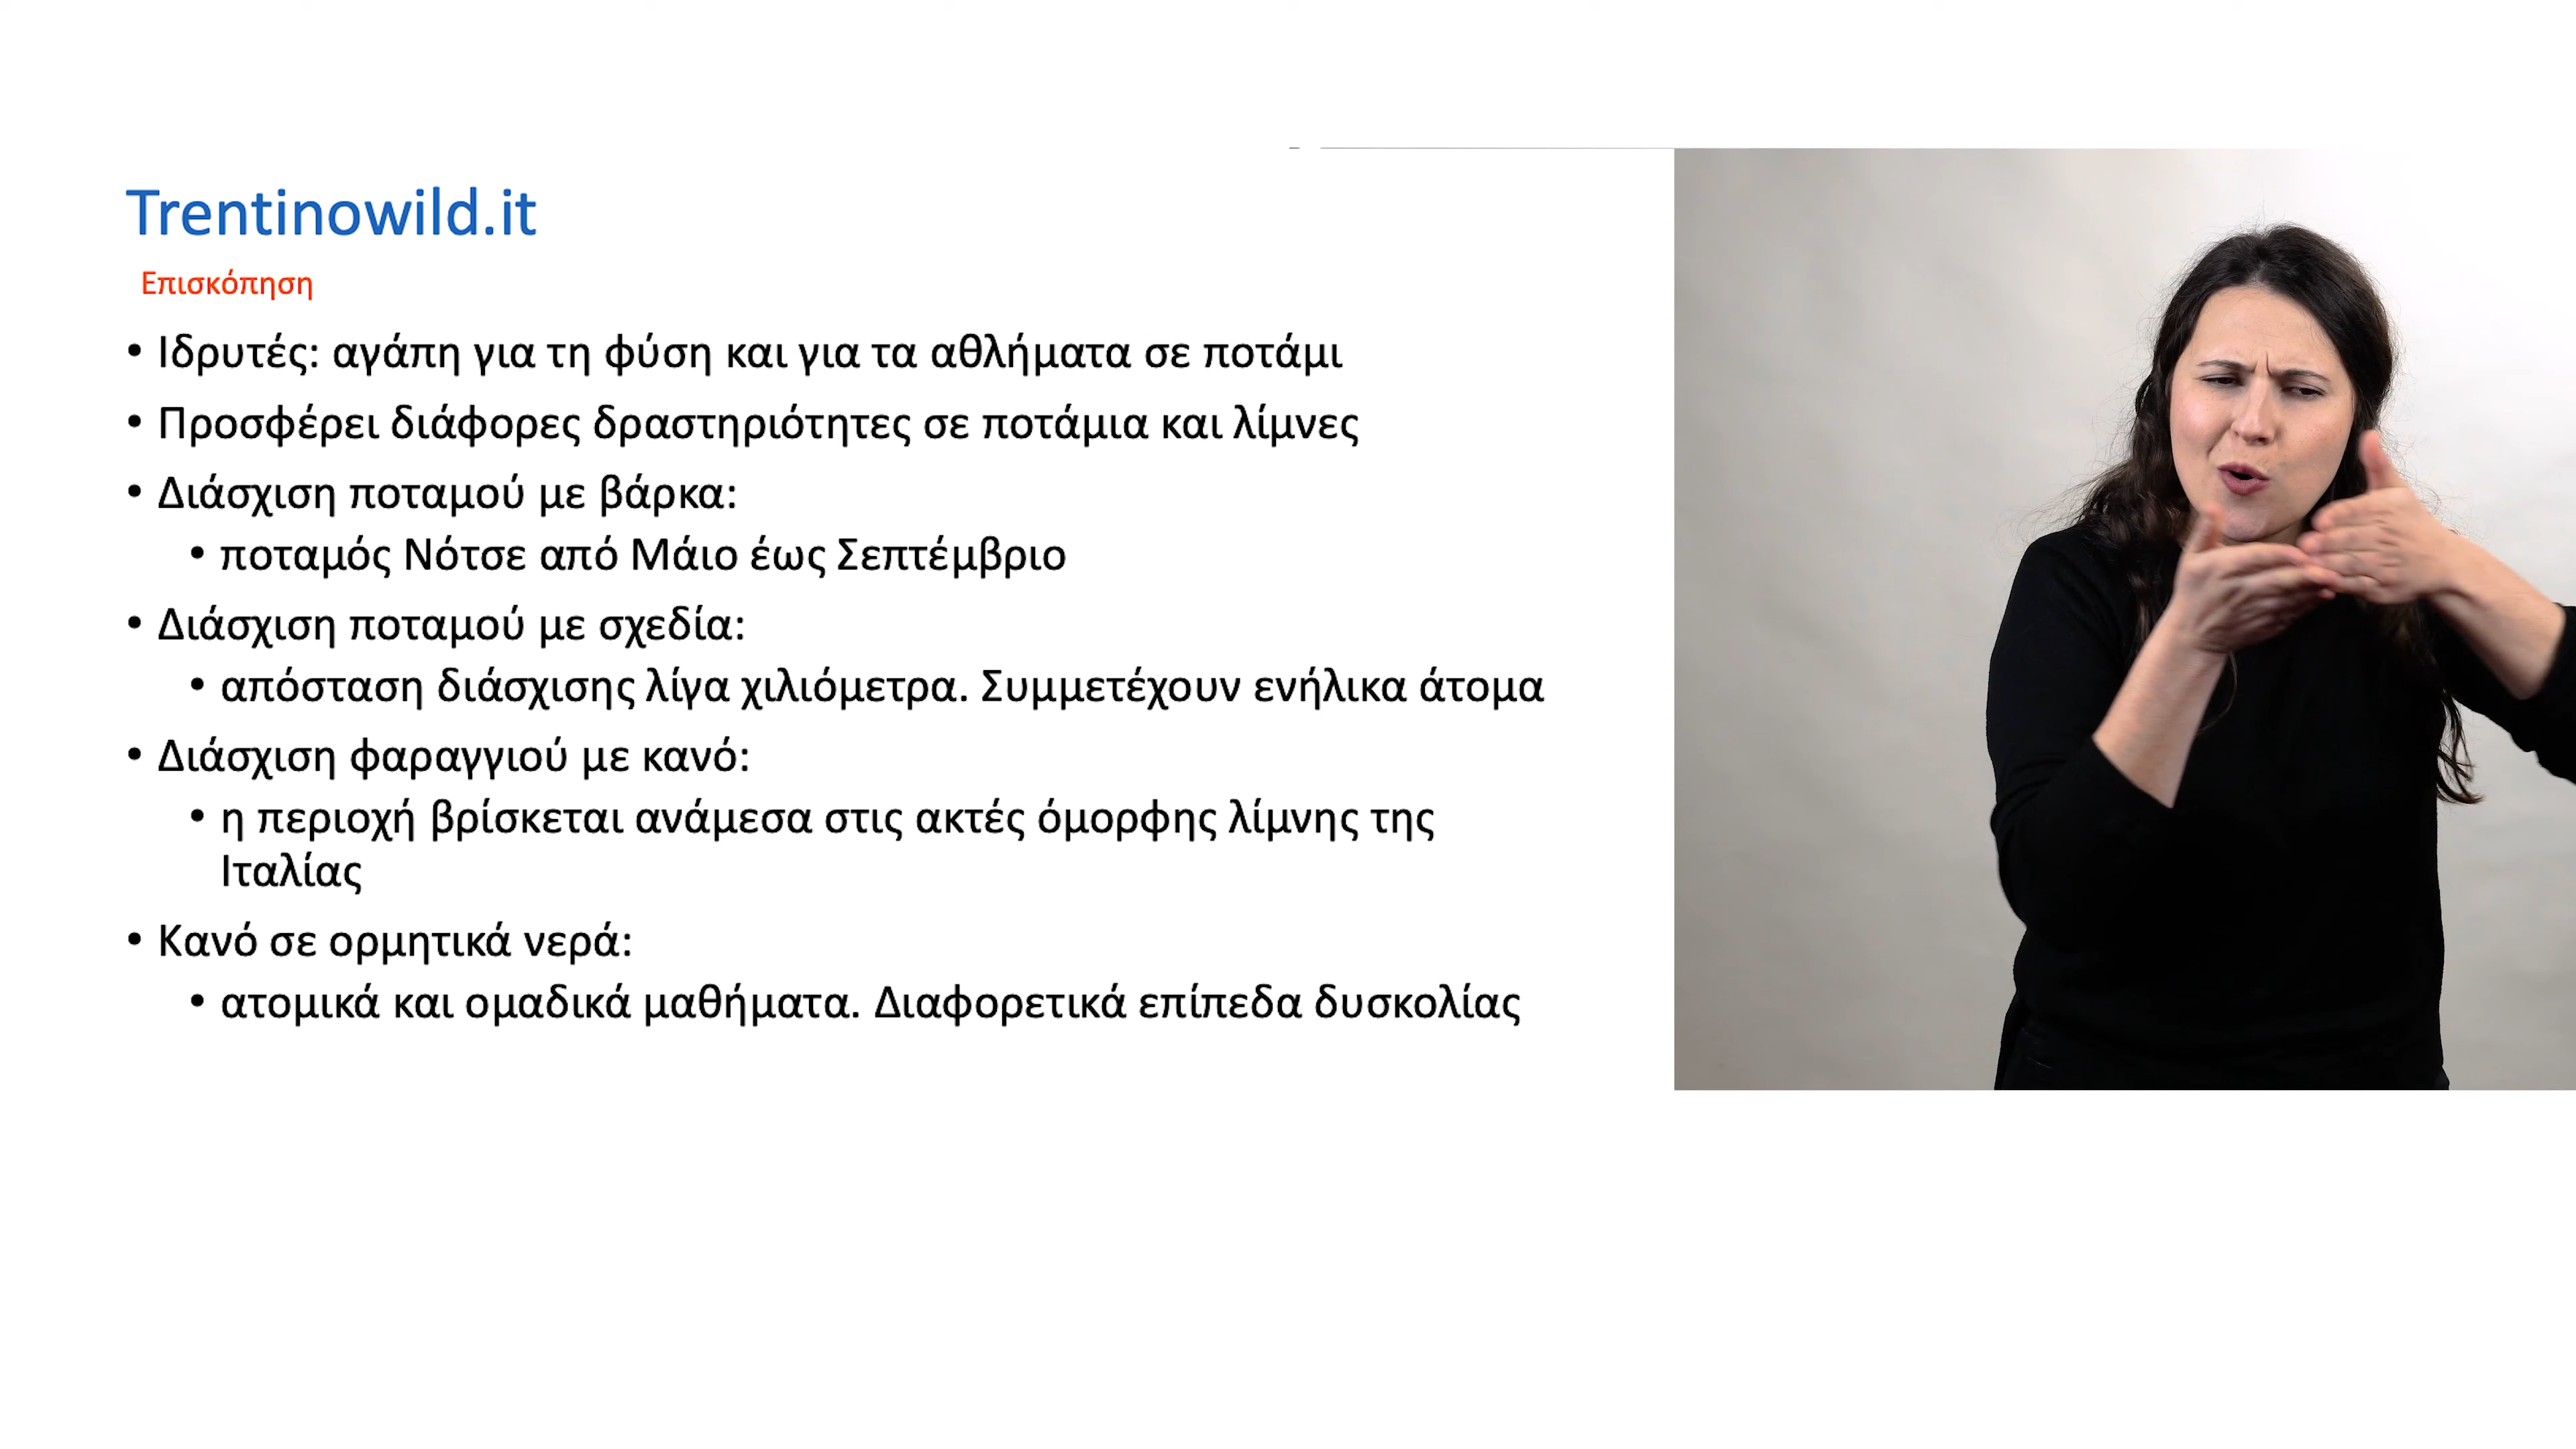 Trentinowild.it
Επισκόπηση
• Ιδρυτές: αγάπη για τη φύση και για τα αθλήματα σε ποτάμι
• Προσφέρει διάφορες δραστηριότητες σε ποτάμια και λίμνες
• Διάσχιση ποταμού με βάρκα:
• ποταμός Νότσε από Μάιο έως Σεπτέμβριο
• Διάσχιση ποταμού με σχεδία:
• απόσταση διάσχισης λίγα χιλιόμετρα. Συμμετέχουν ενήλικα άτομα
• Διάσχιση φαραγγιού με κανό:
• η περιοχή βρίσκεται ανάμεσα στις ακτές όμορφης λίμνης της
Ιταλίας
• Κανό σε ορμητικά νερά:
• ατομικά και ομαδικά μαθήματα. Διαφορετικά επίπεδα δυσκολίας